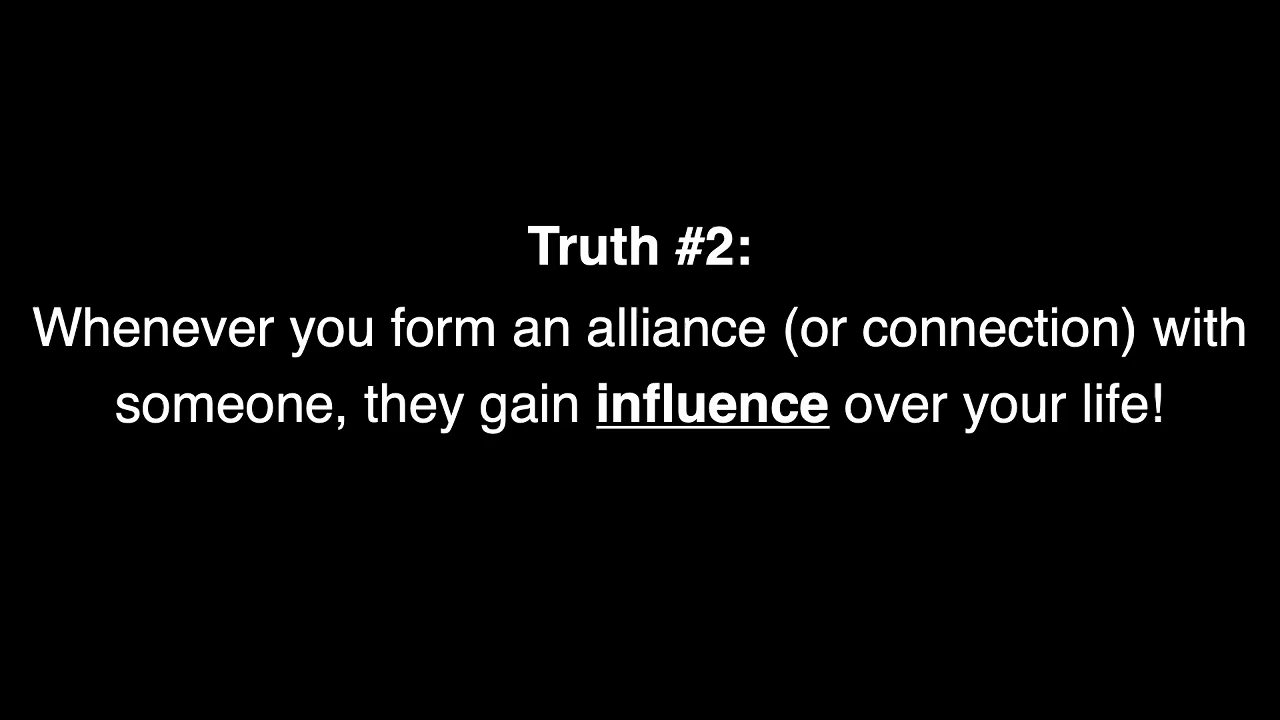 Truth #2:
Whenever you form an alliance (or connection) with
someone, they gain influence over your life!